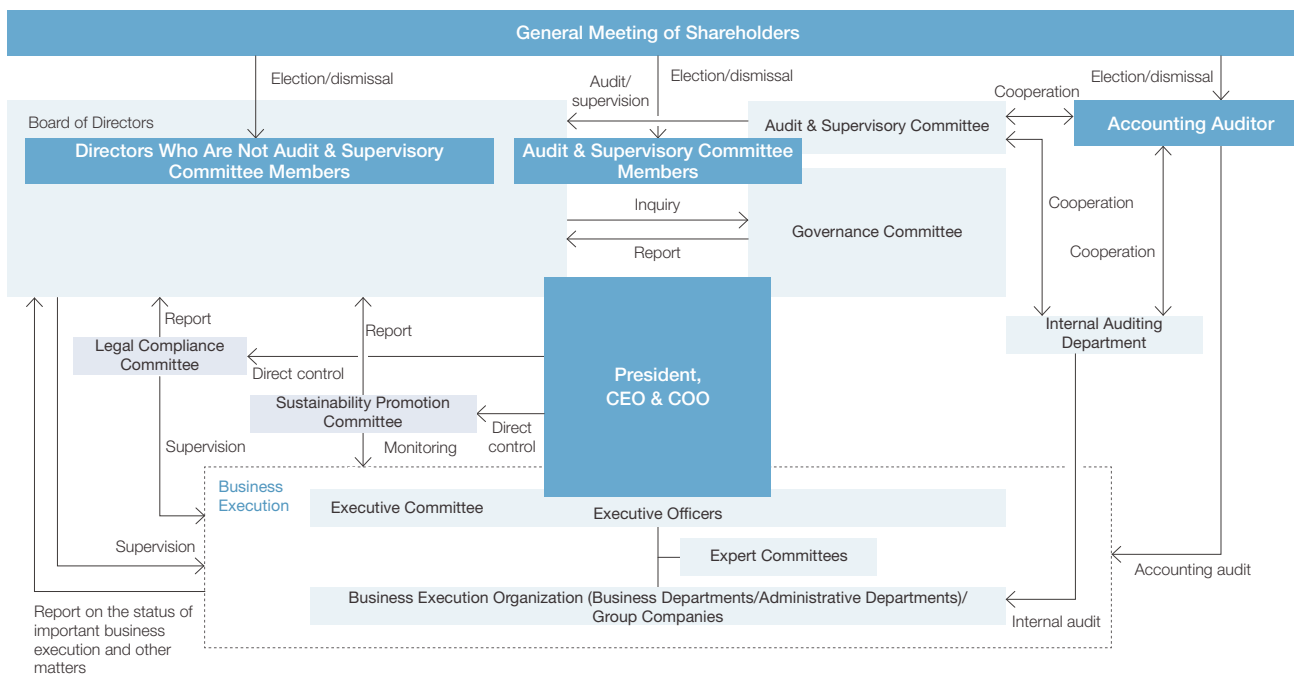 General Meeting of Shareholders
Election/dismissal
Audit/
supervision
Election/dismissal
Election/dismissal
Cooperation
Board of Directors
Audit & Supervisory Committee
Accounting Auditor
Directors Who Are Not Audit & Supervisory
Committee Members
Audit & Supervisory Committee
Members
Inquiry
Report
Governance Committee
Cooperation
Cooperation
Report
Report
Internal Auditing
Department
Legal Compliance
Committee
Direct control
President,
CEO & COO
Sustainability Promotion
Committee
Direct
control
Supervision
Monitoring
Business
Execution
Executive Committee
Executive Officers
Supervision
Expert Committees
Accounting audit
Business Execution Organization (Business Departments/Administrative Departments)/
Group Companies
Internal audit
Report on the status of
important business
execution and other
matters